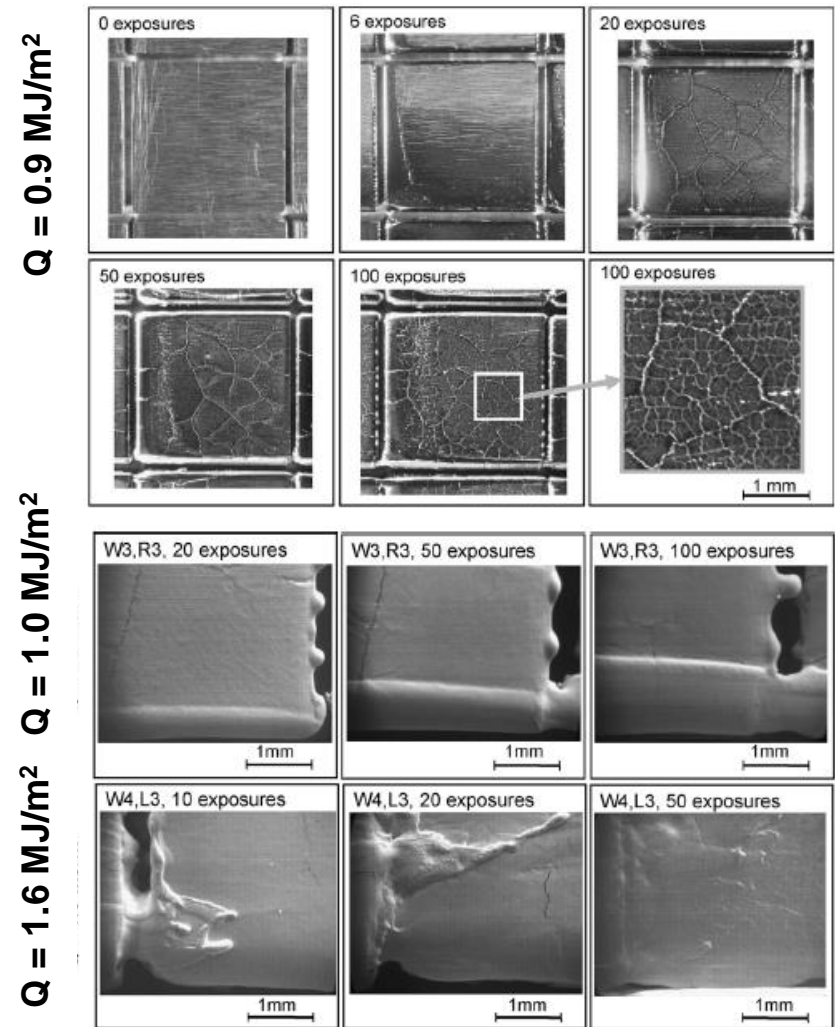 Q = 0.9 MJ/m²
0 exposures
6 exposures
20 exposures
50 exposures
100 exposures
100 exposures
1 mm
Q = 1.0 MJ/m²
W3,R3, 20 exposures
W3,R3, 50 exposures
W3,R3, 100 exposures
1mm
1mm
1mm
Q = 1.6 MJ/m²
W4,L3, 10 exposures
W4,L3, 20 exposures
W4,L3, 50 exposures
1mm
1mm
1mm